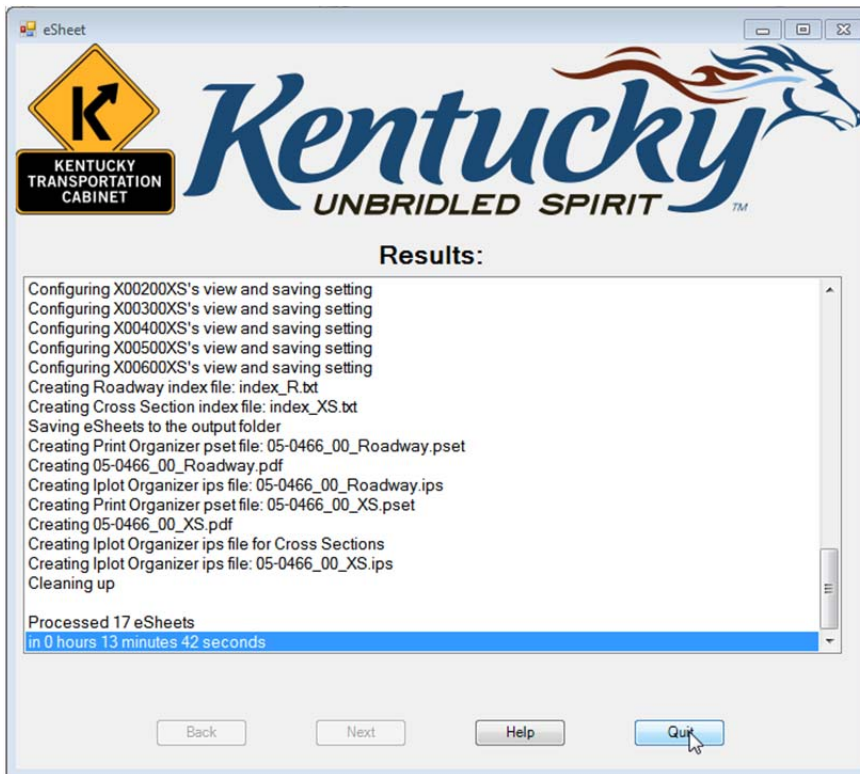 eSheet
K
KENTUCKY
TRANSPORTATION
CABINET
Kentucky
UNBRIDLED SPIRIT
TM
Results:
Configuring X00200XS's view and saving setting
Configuring X00300XS's view and saving setting
Configuring X00400XS's view and saving setting
Configuring X00500XS's view and saving setting
Configuring X00600XS's view and saving setting
Creating Roadway index file: index_R.txt
Creating Cross Section index file: index_XS.txt
Saving eSheets to the output folder
Creating Print Organizer pset file: 05-0466_00_Roadway.pset
Creating 05-0466_00_Roadway.pdf
Creating Iplot Organizer ips file: 05-0466_00_Roadway.ips
Creating Print Organizer pset file: 05-0466_00_XS.pset
Creating 05-0466_00_XS.pdf
Creating Iplot Organizer ips file for Cross Sections
Creating Iplot Organizer ips file: 05-0466_00_XS.ips
Cleaning up
Processed 17 eSheets
in 0 hours 13 minutes 42 seconds
Back Next Help Quit